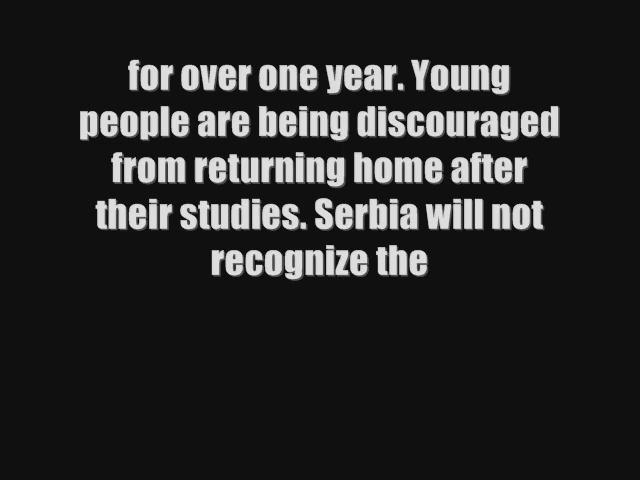 for over one year. Young
people are being discouraged
from returning home after
their studies. Serbia will not
recognize the